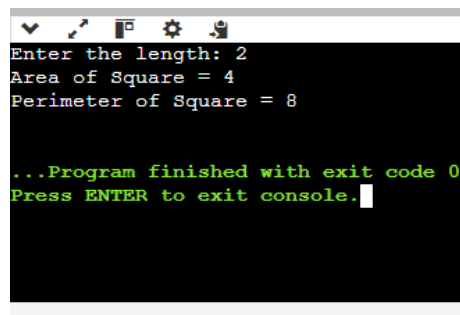 Enter the length: 2
Area of Square = 4
Perimeter of Square = 8
...Program finished with exit code 0
Press ENTER to exit console.